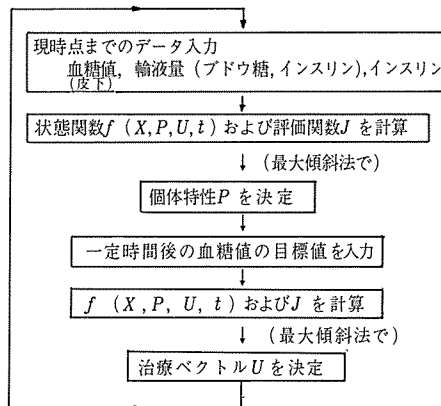 現時点までのデータ入力
血糖値, 輸液量（ブドウ糖, インスリン）, インスリン
(皮下)
状態関数f（X, P, U, t）および評価関数J を計算
（最大傾斜法で）
個体特性P を決定
一定時間後の血糖値の目標値を入力
f （X, P, U, t）およびJ を計算
（最大傾斜法で）
治療ベクトルU を決定